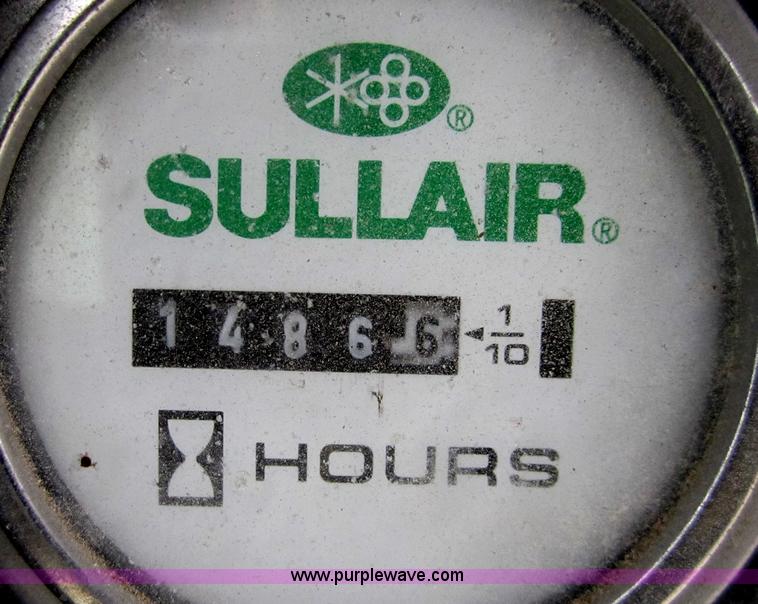 ®
SULLAIR®
14866 ◄ 1/10
HOURS
www.purplewave.com